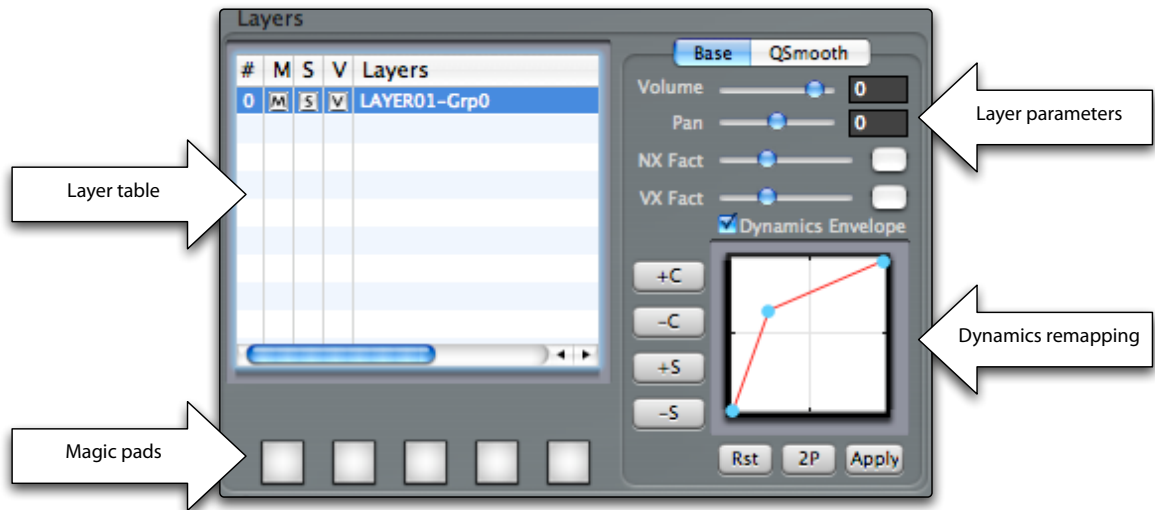 Layers
# M S V Layers
0 M S V LAYER01-Grp0
Base QSmooth
Volume 0
Pan 0
NX Fact
VX Fact
Dynamics Envelope
+C
-C
+S
-S
Rst 2P Apply
Layer table
Magic pads
Layer parameters
Dynamics remapping